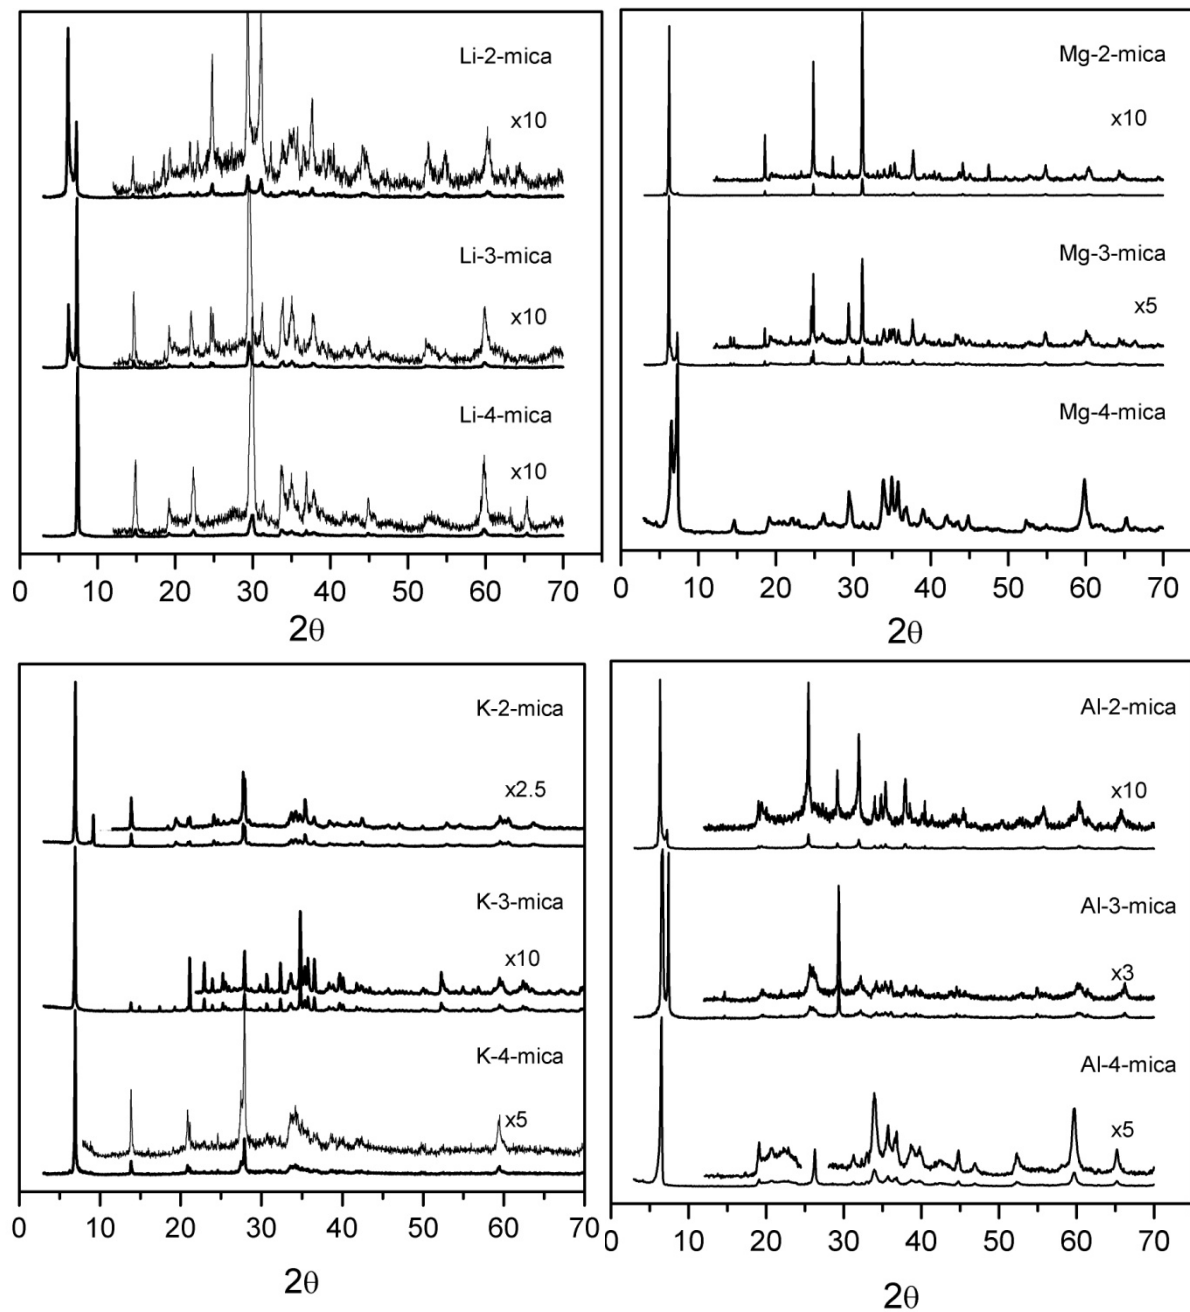 Li-2-mica
x10
Li-3-mica
x10
Li-4-mica
x10
0 10 20 30 40 50 60 70
2θ
Mg-2-mica
x10
Mg-3-mica
x5
Mg-4-mica
0 10 20 30 40 50 60 70
2θ
K-2-mica
x2.5
K-3-mica
x10
K-4-mica
x5
0 10 20 30 40 50 60 70
2θ
Al-2-mica
x10
Al-3-mica
x3
Al-4-mica
x5
0 10 20 30 40 50 60 70
2θ